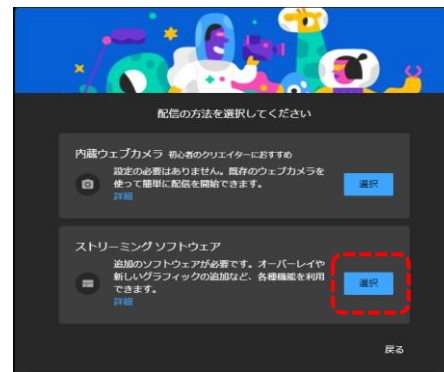 配信の方法を選択してください
内蔵ウェブカメラ 初心者のクリエイターにおすすめ
設定の必要はありません。既存のウェブカメラを
使って簡単に配信を開始できます。
詳細
選択
ストリーミングソフトウェア
追加のソフトウェアが必要です。オーバーレイや
新しいグラフィックの追加など、各種機能を利用
できます。
詳細
選択
戻る